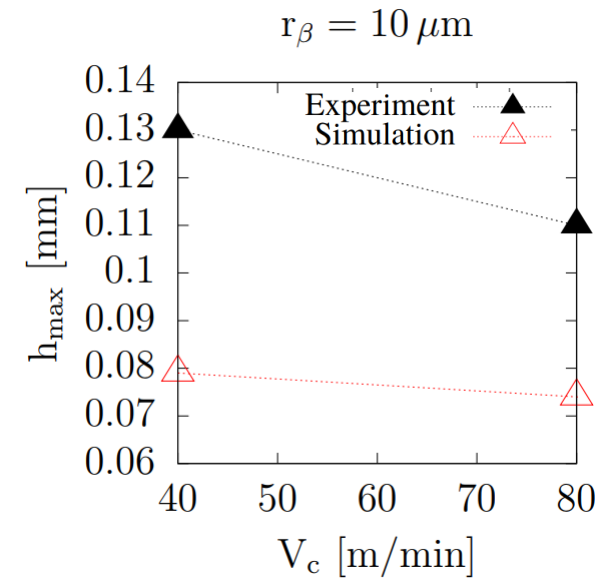 r_β = 10 μm
0.14
0.13
0.12
0.11
0.1
0.09
0.08
0.07
0.06
h_max [mm]
Experiment
Simulation
40 50 60 70 80
V_c [m/min]